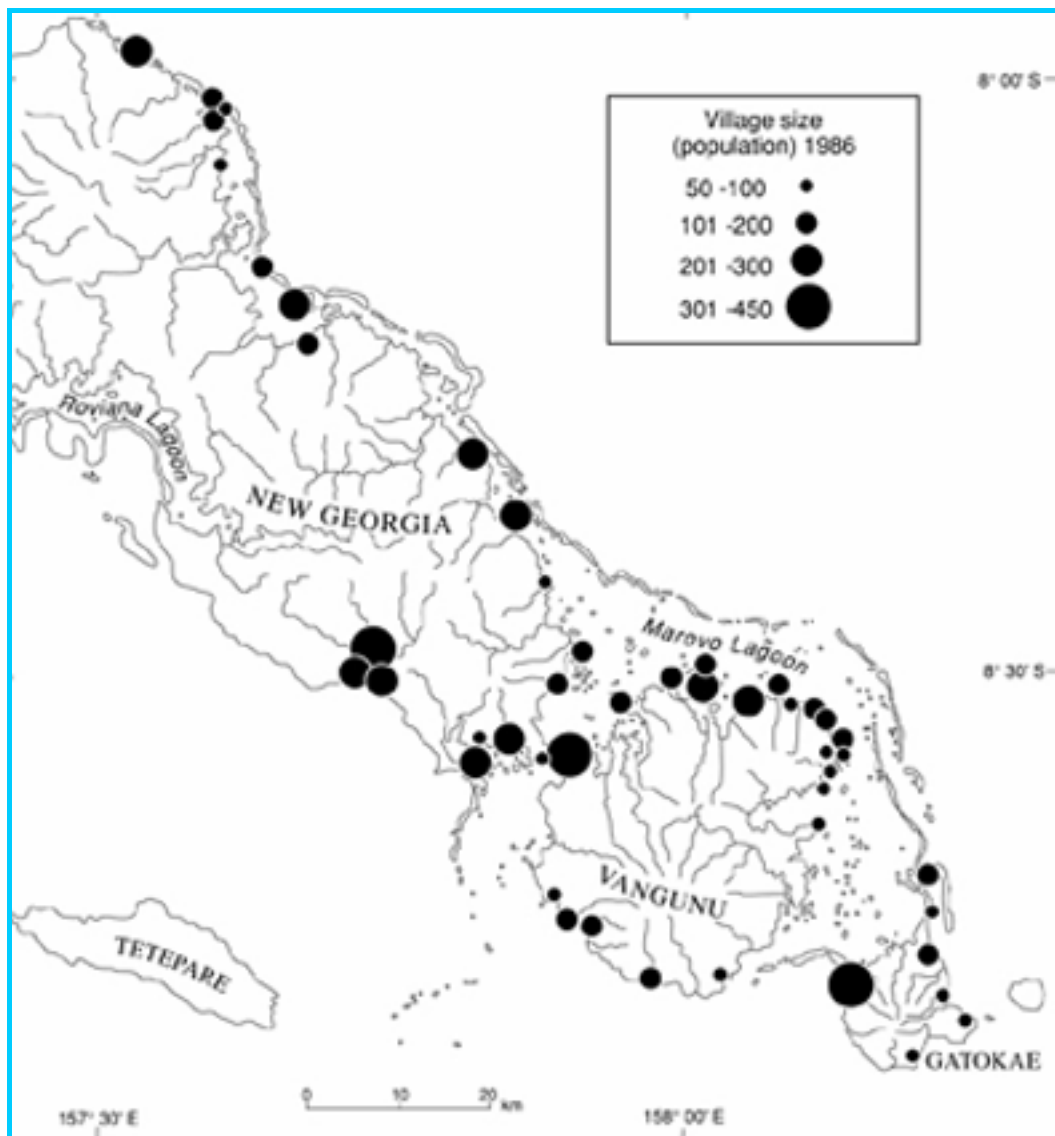 8° 00' S
Village size
(population) 1986
50 -100
101 -200
201 -300
301 -450
Roviana Lagoon
NEW GEORGIA
Marovo Lagoon
8° 30' S
VANGUNU
TETEPARE
GATOKAE
0 10 20
km
157° 30' E
158° 00' E